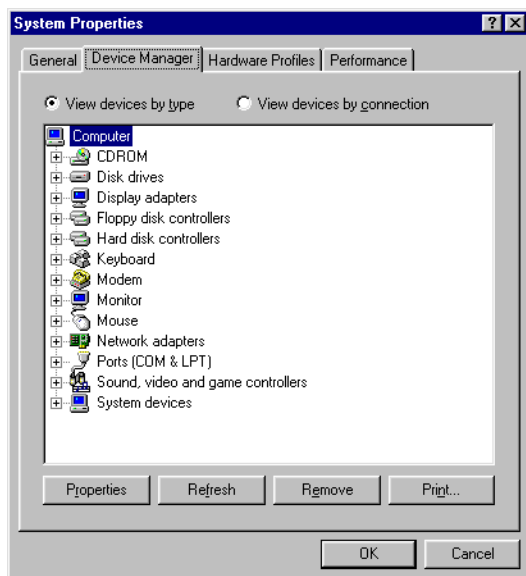 System Properties
General Device Manager Hardware Profiles Performance
View devices by type View devices by connection
Computer
CDROM
Disk drives
Display adapters
Floppy disk controllers
Hard disk controllers
Keyboard
Modem
Monitor
Mouse
Network adapters
Ports (COM & LPT)
Sound, video and game controllers
System devices
Properties Refresh Remove Print...
OK Cancel